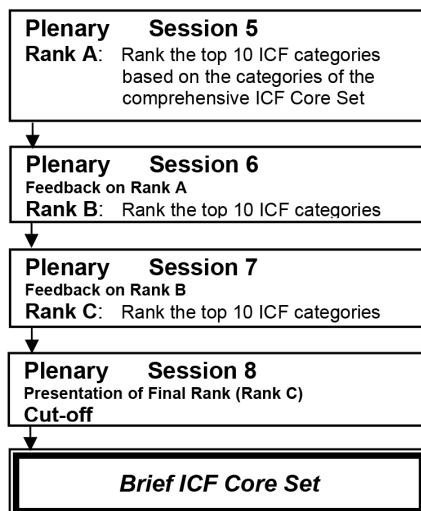 Plenary Session 5
Rank A: Rank the top 10 ICF categories
based on the categories of the
comprehensive ICF Core Set
Plenary Session 6
Feedback on Rank A
Rank B: Rank the top 10 ICF categories
Plenary Session 7
Feedback on Rank B
Rank C: Rank the top 10 ICF categories
Plenary Session 8
Presentation of Final Rank (Rank C)
Cut-off
Brief ICF Core Set